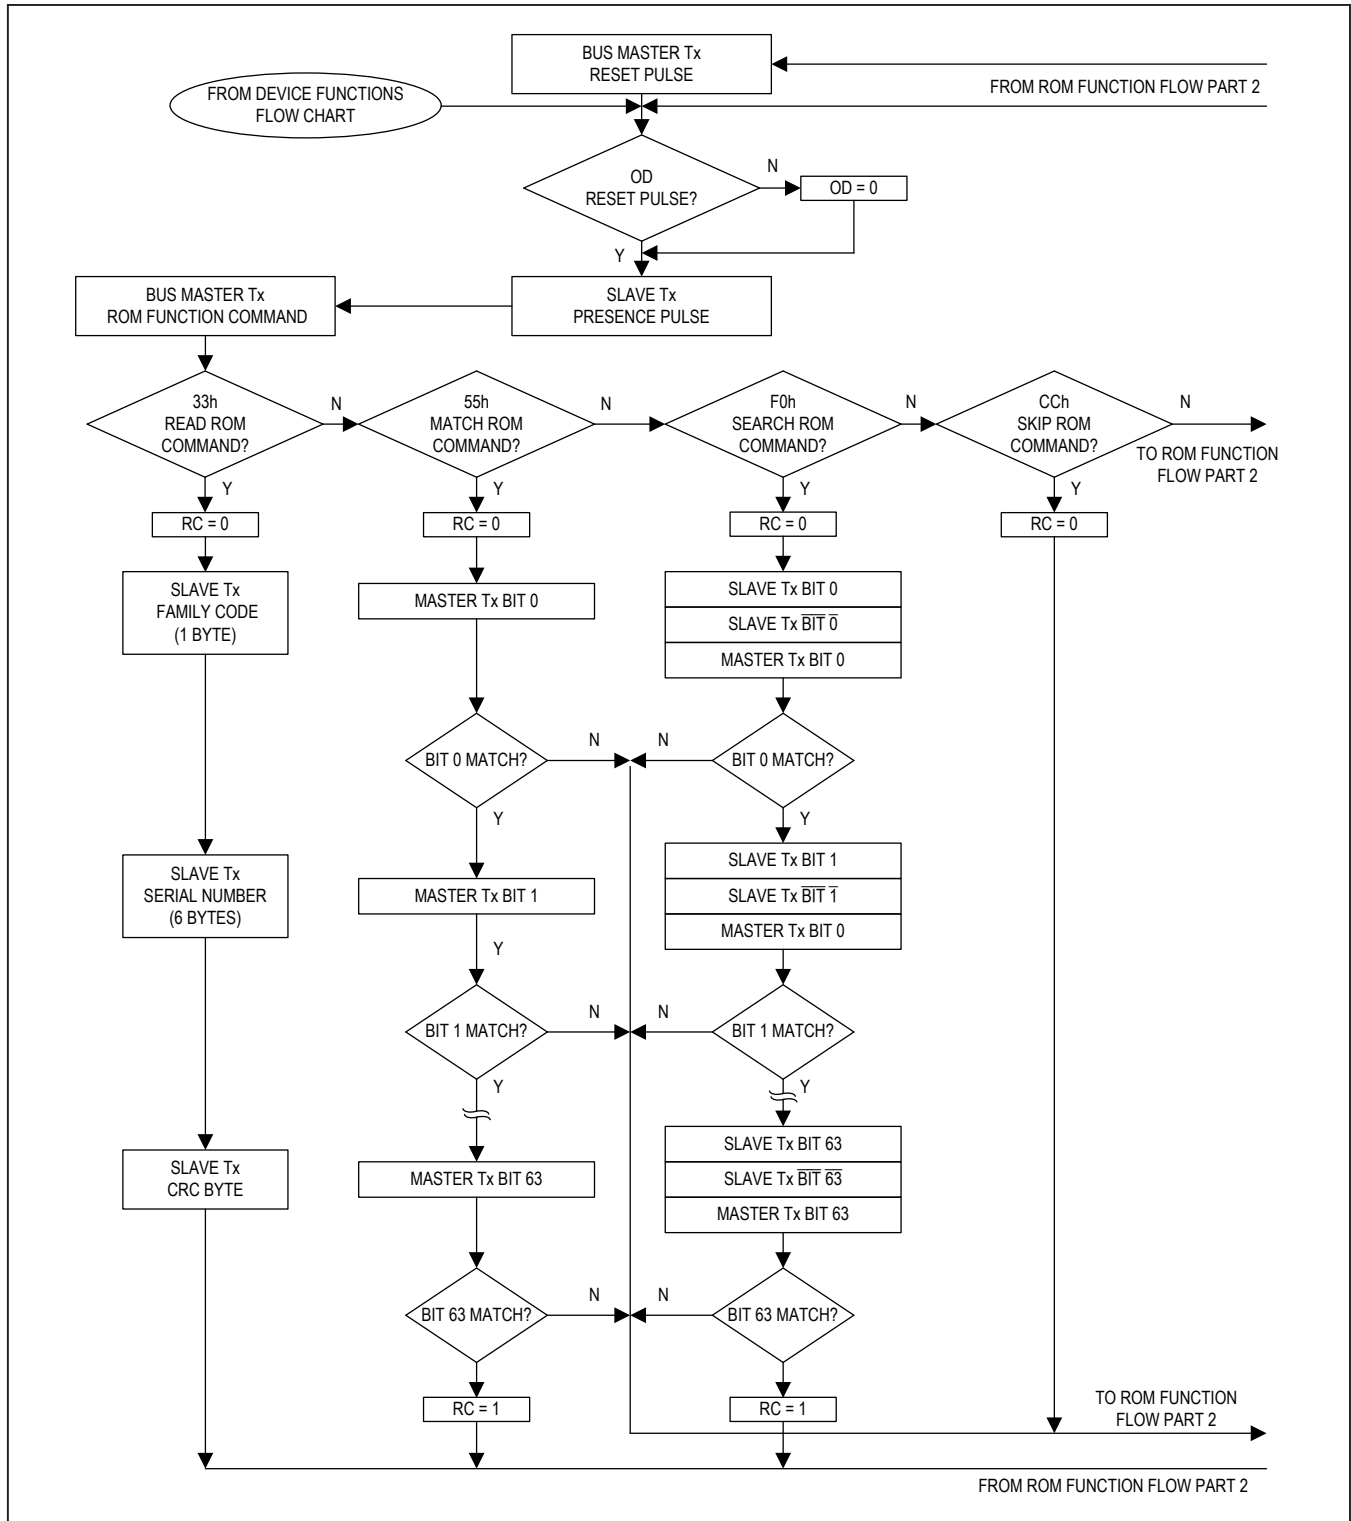 BUS MASTER Tx
RESET PULSE
FROM ROM FUNCTION FLOW PART 2
FROM DEVICE FUNCTIONS
FLOW CHART
OD
RESET PULSE?
N
OD = 0
Y
BUS MASTER Tx
ROM FUNCTION COMMAND
SLAVE Tx
PRESENCE PULSE
33h
READ ROM
COMMAND?
N
55h
MATCH ROM
COMMAND?
N
F0h
SEARCH ROM
COMMAND?
N
CCh
SKIP ROM
COMMAND?
N
TO ROM FUNCTION
FLOW PART 2
Y
Y
Y
Y
RC = 0
RC = 0
RC = 0
RC = 0
SLAVE Tx
FAMILY CODE
(1 BYTE)
MASTER Tx BIT 0
SLAVE Tx BIT 0
SLAVE Tx B̅I̅T̅ 0̅
MASTER Tx BIT 0
BIT 0 MATCH?
N
N
BIT 0 MATCH?
Y
Y
SLAVE Tx
SERIAL NUMBER
(6 BYTES)
MASTER Tx BIT 1
SLAVE Tx BIT 1
SLAVE Tx B̅I̅T̅ 1̅
MASTER Tx BIT 0
Y
BIT 1 MATCH?
N
N
BIT 1 MATCH?
Y
Y
SLAVE Tx
CRC BYTE
MASTER Tx BIT 63
SLAVE Tx BIT 63
SLAVE Tx B̅I̅T̅ 6̅3̅
MASTER Tx BIT 63
BIT 63 MATCH?
N
N
BIT 63 MATCH?
Y
Y
RC = 1
RC = 1
TO ROM FUNCTION
FLOW PART 2
FROM ROM FUNCTION FLOW PART 2